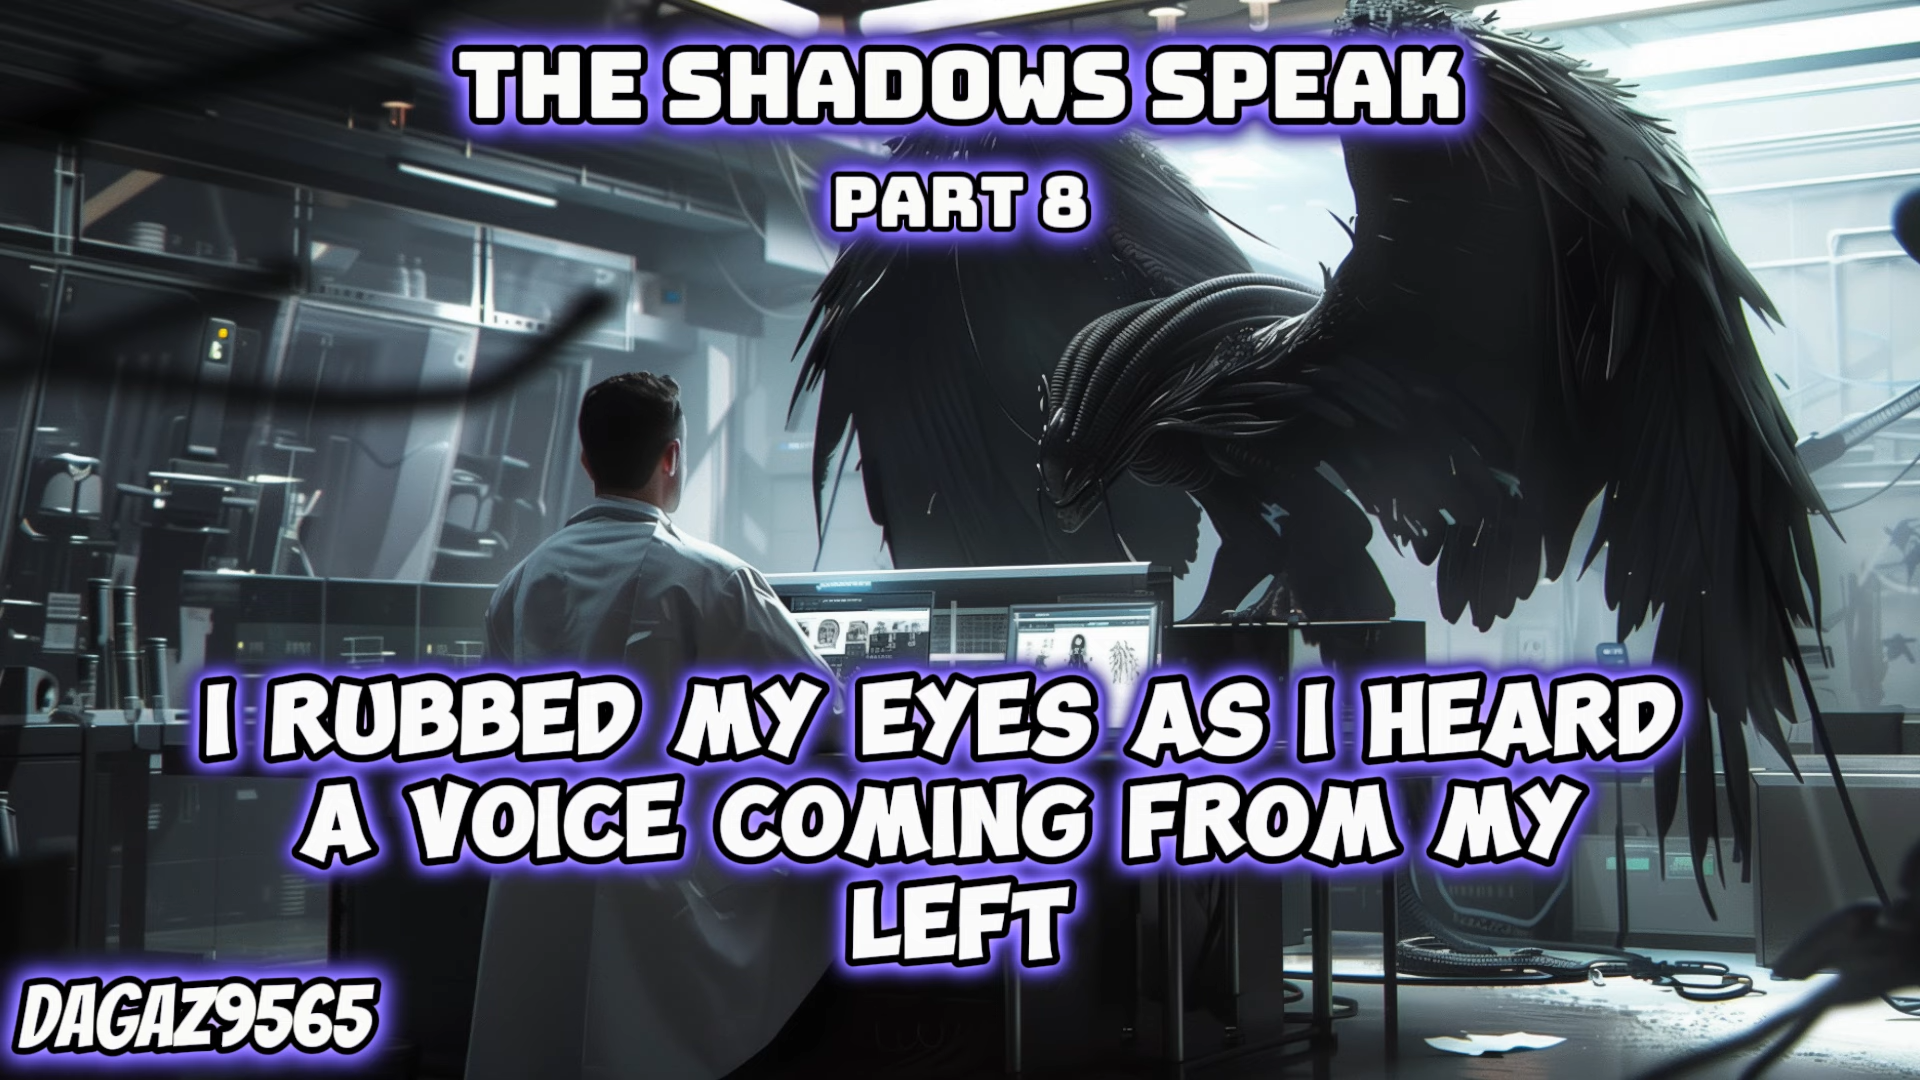 THE SHADOWS SPEAK
PART 8
I RUBBED MY EYES AS I HEARD
A VOICE COMING FROM MY
LEFT
DAGAZ9565